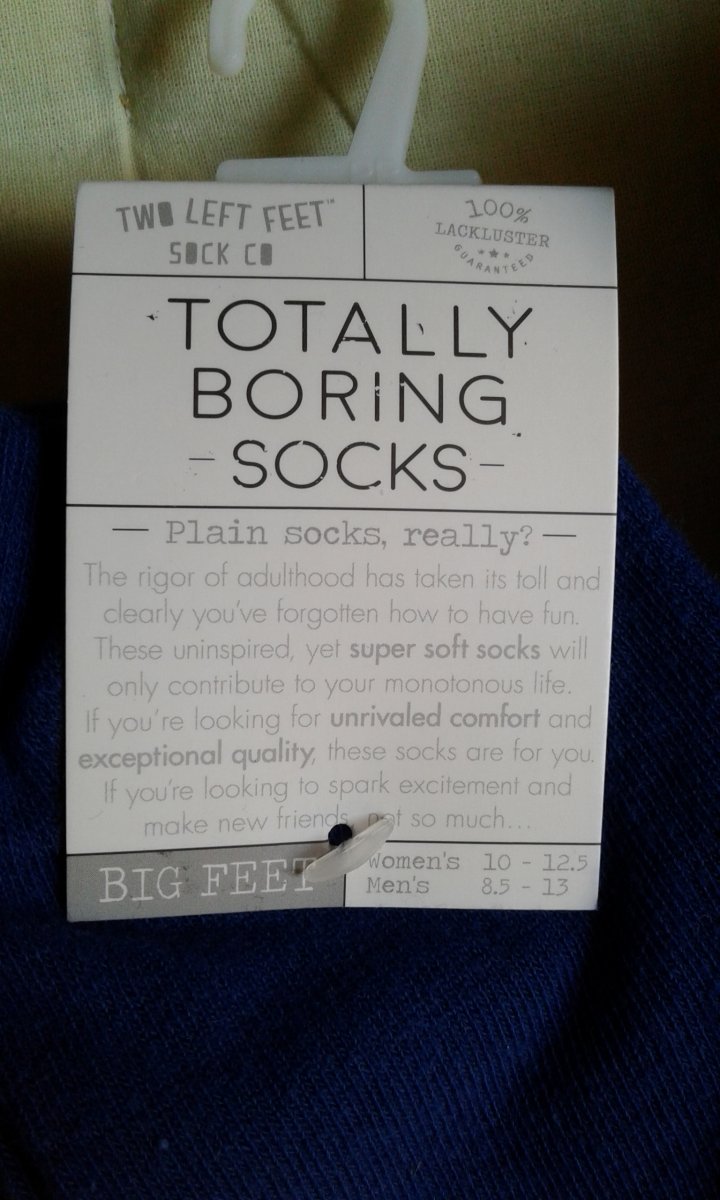 TWO LEFT FEET™
SOCK CO
100%
LACKLUSTER
GUARANTEED
TOTALLY
BORING
- SOCKS -
— Plain socks, really? —
The rigor of adulthood has taken its toll and
clearly you've forgotten how to have fun.
These uninspired, yet super soft socks will
only contribute to your monotonous life.
If you're looking for unrivaled comfort and
exceptional quality, these socks are for you.
If you're looking to spark excitement and
make new friends, not so much...
BIG FEET
Women's 10 - 12.5
Men's 8.5 - 13